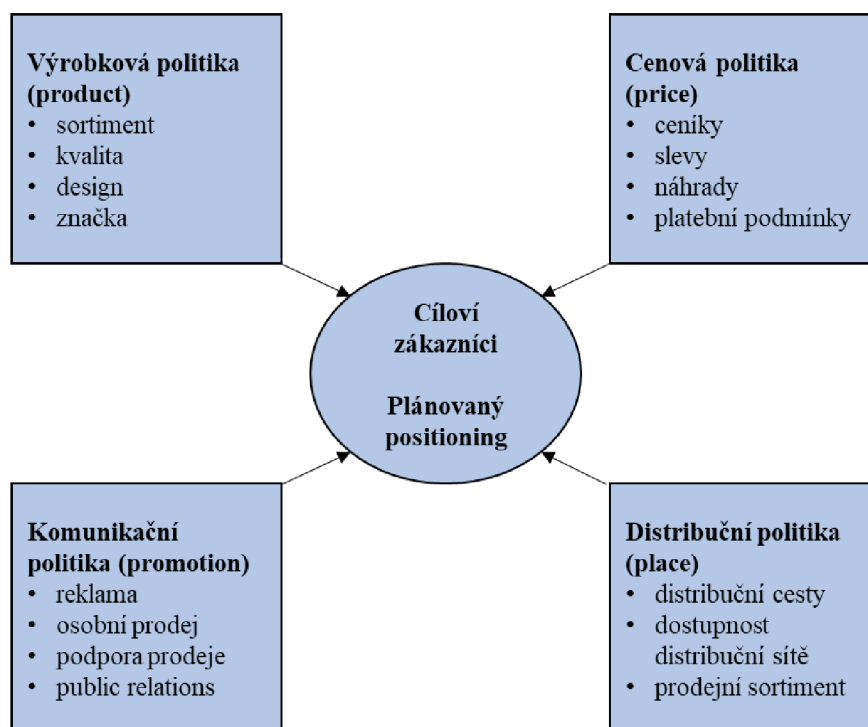 Výrobková politika
(product)
• sortiment
• kvalita
• design
• značka
Cenová politika
(price)
• ceníky
• slevy
• náhrady
• platební podmínky
Cíloví
zákazníci
Plánovaný
positioning
Komunikační
politika (promotion)
• reklama
• osobní prodej
• podpora prodeje
• public relations
Distribuční politika
(place)
• distribuční cesty
• dostupnost
distribuční sítě
• prodejní sortiment